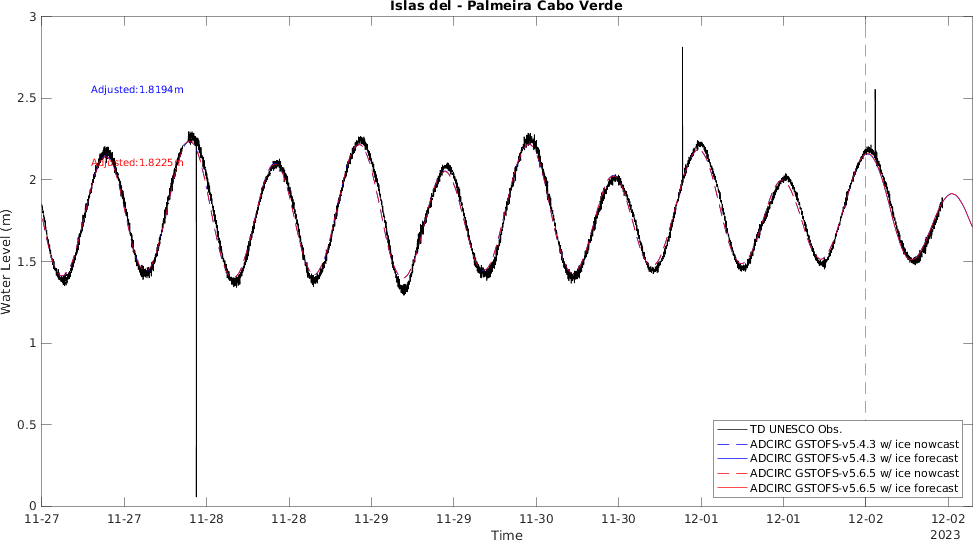 Islas del - Palmeira Cabo Verde
3
2.5
2
1.5
1
0.5
0
Water Level (m)
Adjusted:1.8194m
Adjusted:1.8225m
TD UNESCO Obs.
ADCIRC GSTOFS-v5.4.3 w/ ice nowcast
ADCIRC GSTOFS-v5.4.3 w/ ice forecast
ADCIRC GSTOFS-v5.6.5 w/ ice nowcast
ADCIRC GSTOFS-v5.6.5 w/ ice forecast
11-27 11-27 11-28 11-28 11-29 11-29 11-30 11-30 12-01 12-01 12-02 12-02
2023
Time